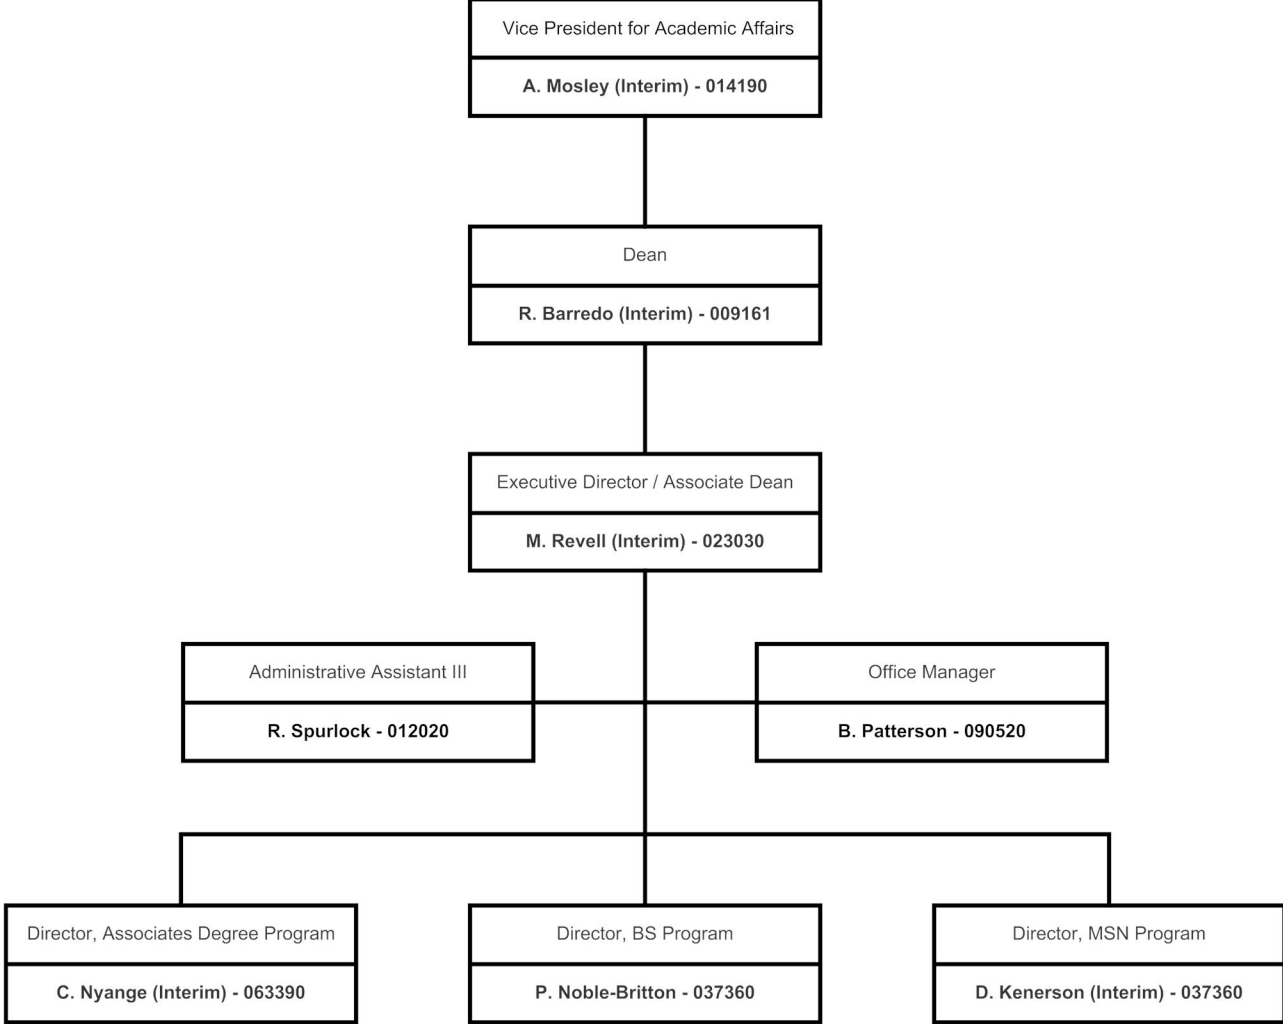 Vice President for Academic Affairs
A. Mosley (Interim) - 014190
Dean
R. Barredo (Interim) - 009161
Executive Director / Associate Dean
M. Revell (Interim) - 023030
Administrative Assistant III
R. Spurlock - 012020
Office Manager
B. Patterson - 090520
Director, Associates Degree Program
C. Nyange (Interim) - 063390
Director, BS Program
P. Noble-Britton - 037360
Director, MSN Program
D. Kenerson (Interim) - 037360